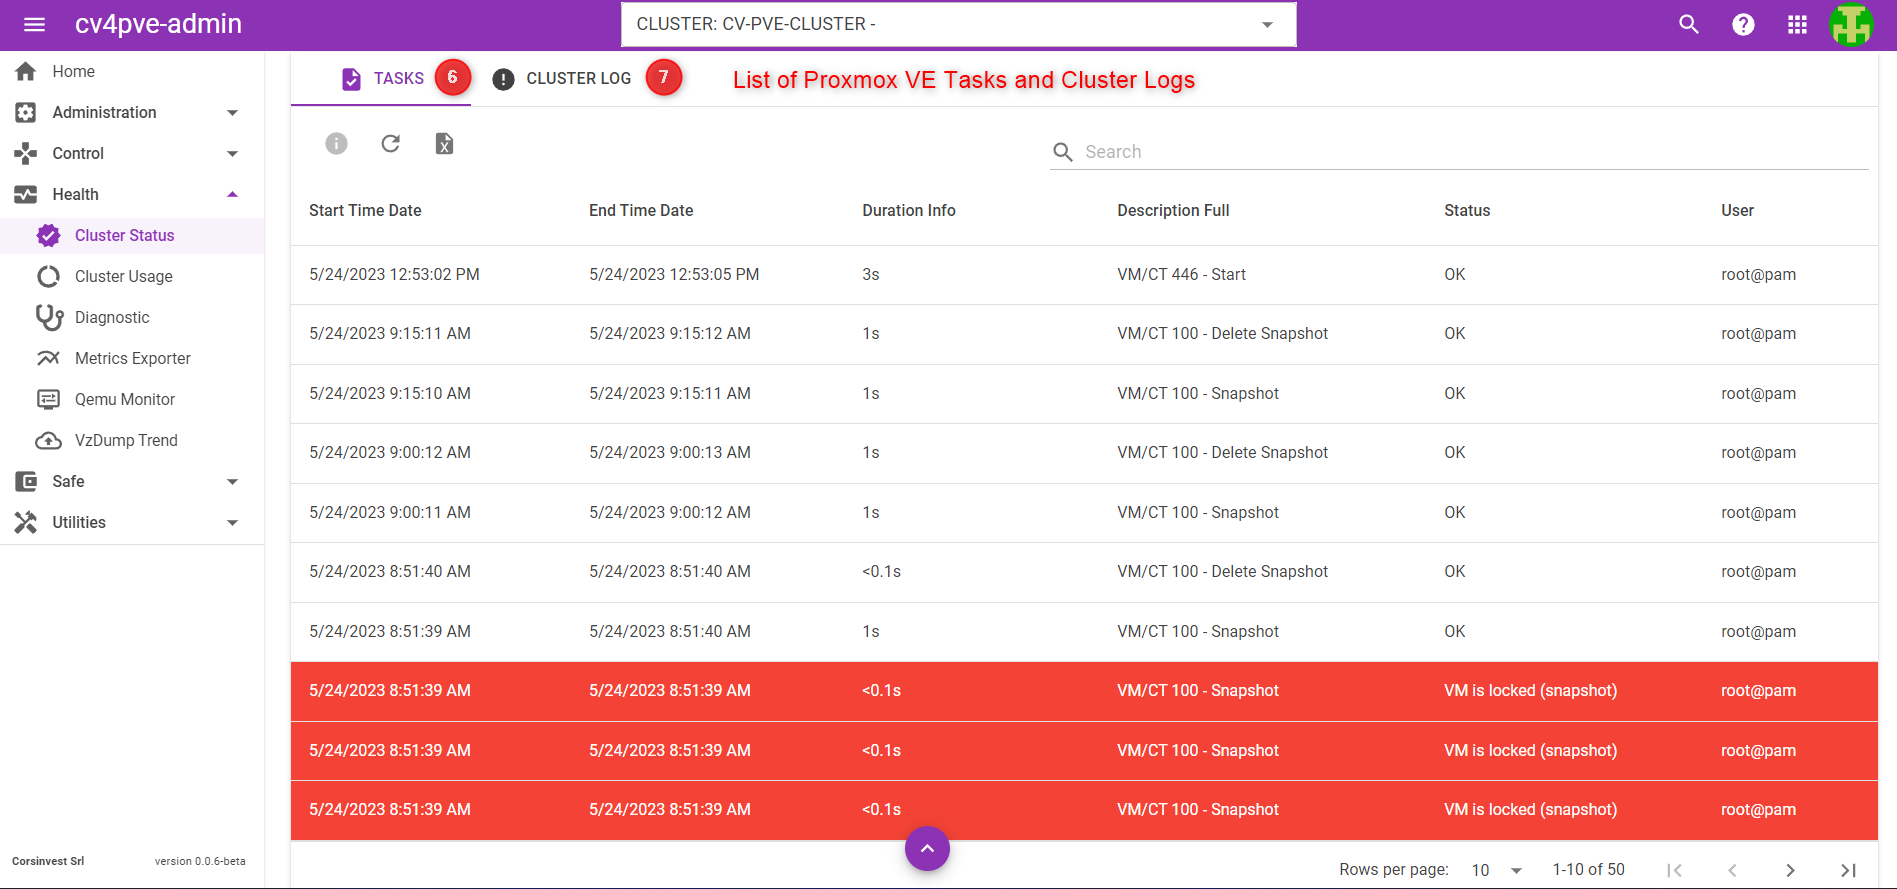 cv4pve-admin
CLUSTER: CV-PVE-CLUSTER -
Home
Administration
Control
Health
Cluster Status
Cluster Usage
Diagnostic
Metrics Exporter
Qemu Monitor
VzDump Trend
Safe
Utilities
Corsinvest Srl version 0.0.6-beta
TASKS 6 CLUSTER LOG 7 List of Proxmox VE Tasks and Cluster Logs
Search
Start Time Date End Time Date Duration Info Description Full Status User
5/24/2023 12:53:02 PM 5/24/2023 12:53:05 PM 3s VM/CT 446 - Start OK root@pam
5/24/2023 9:15:11 AM 5/24/2023 9:15:12 AM 1s VM/CT 100 - Delete Snapshot OK root@pam
5/24/2023 9:15:10 AM 5/24/2023 9:15:11 AM 1s VM/CT 100 - Snapshot OK root@pam
5/24/2023 9:00:12 AM 5/24/2023 9:00:13 AM 1s VM/CT 100 - Delete Snapshot OK root@pam
5/24/2023 9:00:11 AM 5/24/2023 9:00:12 AM 1s VM/CT 100 - Snapshot OK root@pam
5/24/2023 8:51:40 AM 5/24/2023 8:51:40 AM <0.1s VM/CT 100 - Delete Snapshot OK root@pam
5/24/2023 8:51:39 AM 5/24/2023 8:51:40 AM 1s VM/CT 100 - Snapshot OK root@pam
5/24/2023 8:51:39 AM 5/24/2023 8:51:39 AM <0.1s VM/CT 100 - Snapshot VM is locked (snapshot) root@pam
5/24/2023 8:51:39 AM 5/24/2023 8:51:39 AM <0.1s VM/CT 100 - Snapshot VM is locked (snapshot) root@pam
5/24/2023 8:51:39 AM 5/24/2023 8:51:39 AM <0.1s VM/CT 100 - Snapshot VM is locked (snapshot) root@pam
Rows per page: 10 1-10 of 50